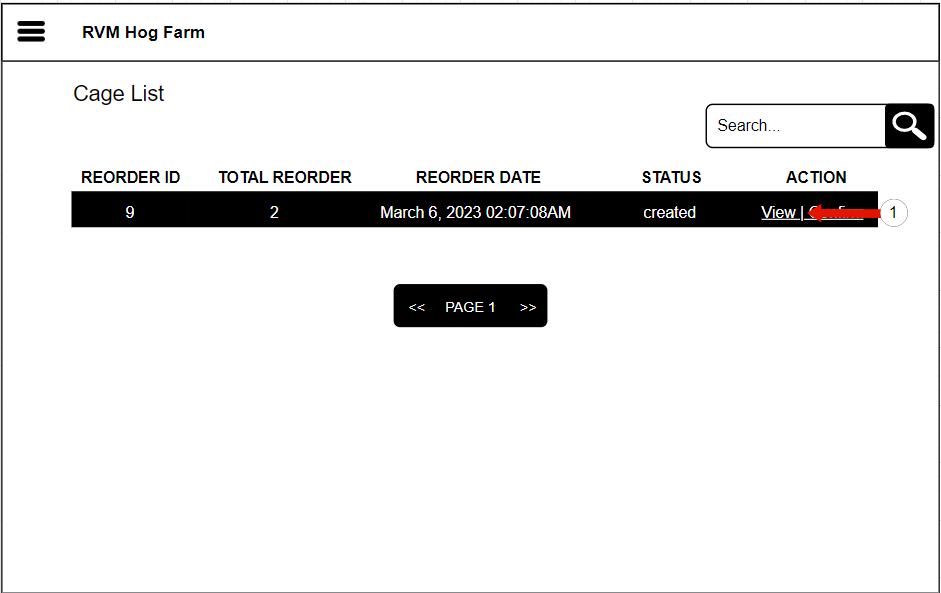 RVM Hog Farm
Cage List
Search...
REORDER ID TOTAL REORDER REORDER DATE STATUS ACTION
9 2 March 6, 2023 02:07:08AM created View | 1
<< PAGE 1 >>